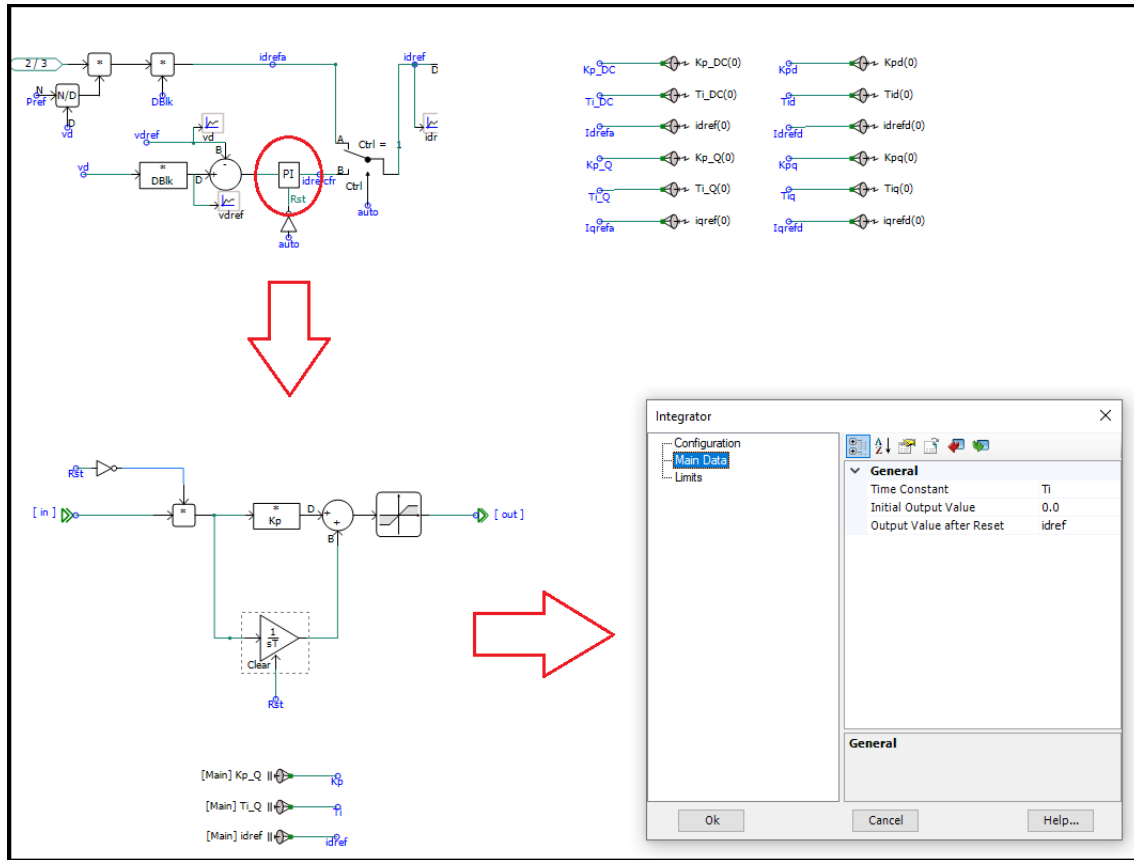 idrefa
idref
2 / 3
*
*
D
N
Pref
N/D
DBlk
D
vd
vdref
vd
B
idr
A
Ctrl = 1
vd
*
DBlk
D
+
-
PI
idrefcfr
B
Ctrl
vdref
Rst
auto
auto
Kp_DC
Kp_DC(0)
Kpd
Kpd(0)
Ti_DC
Ti_DC(0)
Tid
Tid(0)
Idrefa
idref(0)
Idrefd
idrefd(0)
Kp_Q
Kp_Q(0)
Kpq
Kpq(0)
Ti_Q
Ti_Q(0)
Tiq
Tiq(0)
Iqrefa
iqref(0)
Iqrefd
iqrefd(0)
Rst
[ in ]
*
*
Kp
D
+
+
B
[ out ]
1
sT
Clear
Rst
[Main] Kp_Q
Kp
[Main] Ti_Q
Ti
[Main] idref
idref
Integrator
Configuration
Main Data
Limits
General
Time Constant Ti
Initial Output Value 0.0
Output Value after Reset idref
General
Ok
Cancel
Help...